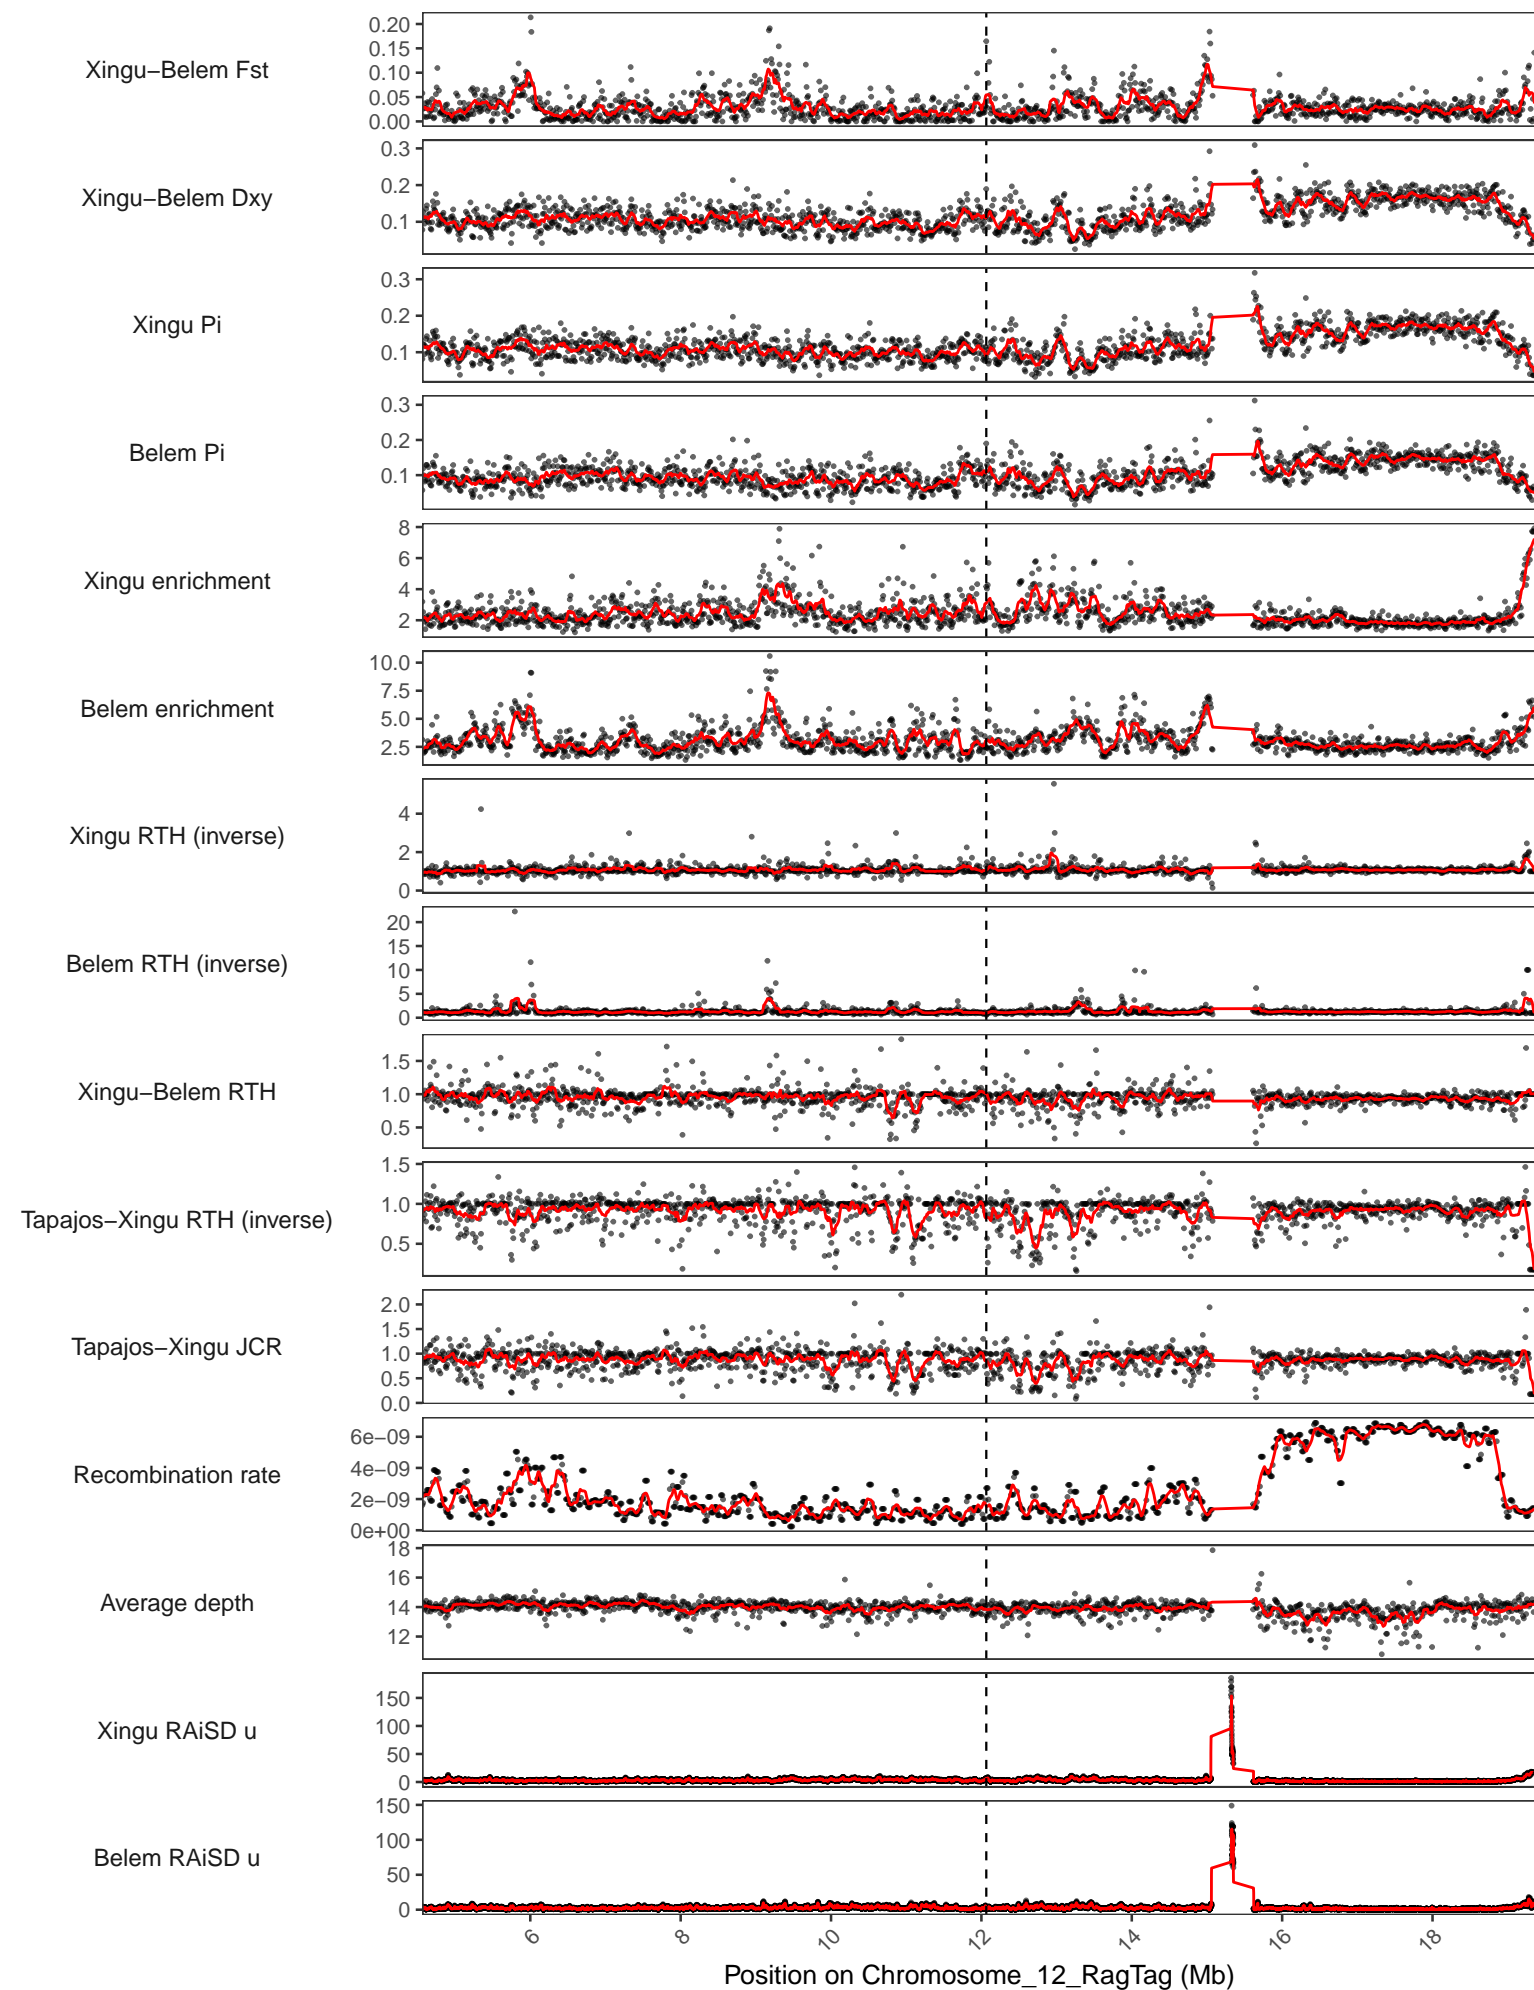 Xingu−Belem Fst
0.20
0.15
0.10
0.05
0.00
Xingu−Belem Dxy
0.3
0.2
0.1
Xingu Pi
0.3
0.2
0.1
Belem Pi
0.3
0.2
0.1
Xingu enrichment
8
6
4
2
Belem enrichment
10.0
7.5
5.0
2.5
Xingu RTH (inverse)
4
2
0
Belem RTH (inverse)
20
15
10
5
0
Xingu−Belem RTH
1.5
1.0
0.5
Tapajos−Xingu RTH (inverse)
1.5
1.0
0.5
Tapajos−Xingu JCR
2.0
1.5
1.0
0.5
0.0
Recombination rate
6e−09
4e−09
2e−09
0e+00
Average depth
18
16
14
12
Xingu RAiSD u
150
100
50
0
Belem RAiSD u
150
100
50
0
6 8 10 12 14 16 18
Position on Chromosome_12_RagTag (Mb)